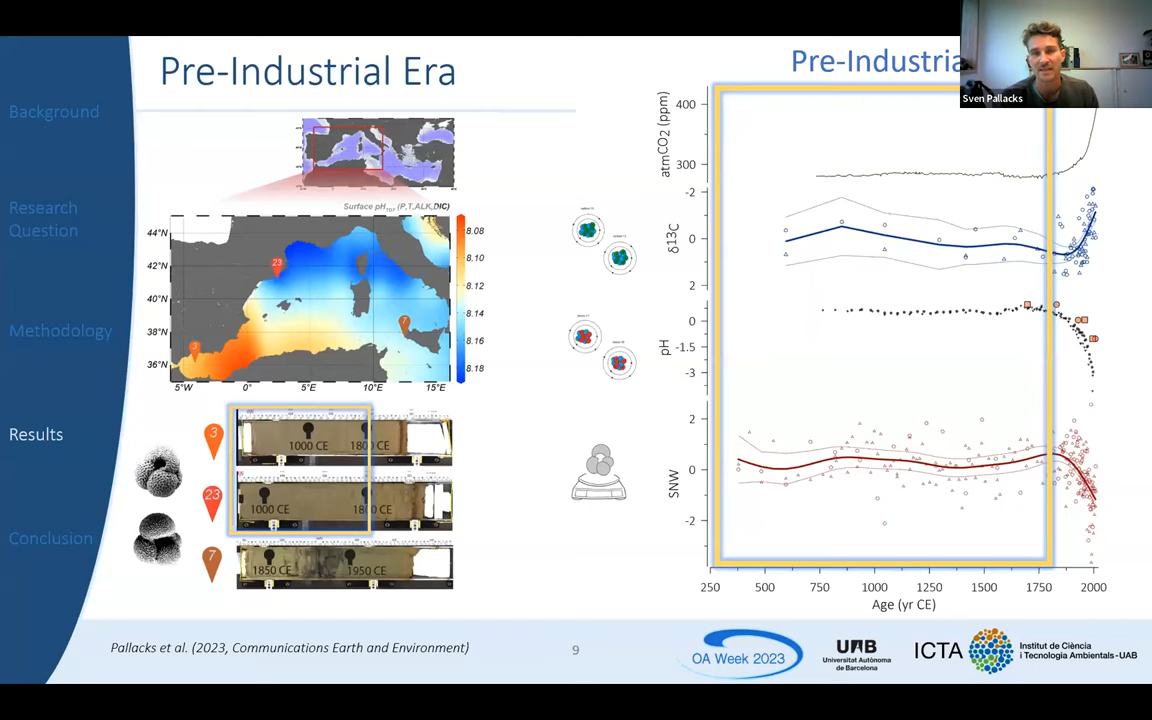 Pre-Industrial Era
Background
Research
Question
Methodology
Results
Conclusion
Surface pH (P,T,ALK,DIC)
44°N
42°N
40°N
38°N
36°N
5°W
0°
5°E
10°E
15°E
8.08
8.10
8.12
8.14
8.16
8.18
23
7
3
3
1000 CE
1800 CE
23
1000 CE
1800 CE
7
1850 CE
1950 CE
Pre-Industria
Sven Pallacks
atmCO2 (ppm)
400
300
δ13C
-2
0
2
pH
0
-1.5
-3
SNW
2
0
-2
250
500
750
1000
1250
1500
1750
2000
Age (yr CE)
Pallacks et al. (2023, Communications Earth and Environment)
9
OA Week 2023
UAB
Universitat Autònoma
de Barcelona
ICTA
Institut de Ciència
i Tecnologia Ambientals-UAB